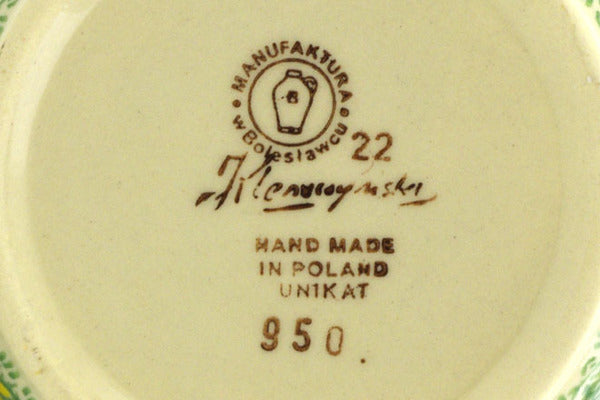 MANUFAKTURA
w Bolesławcu
B
22
HAND MADE
IN POLAND
UNIKAT
950.